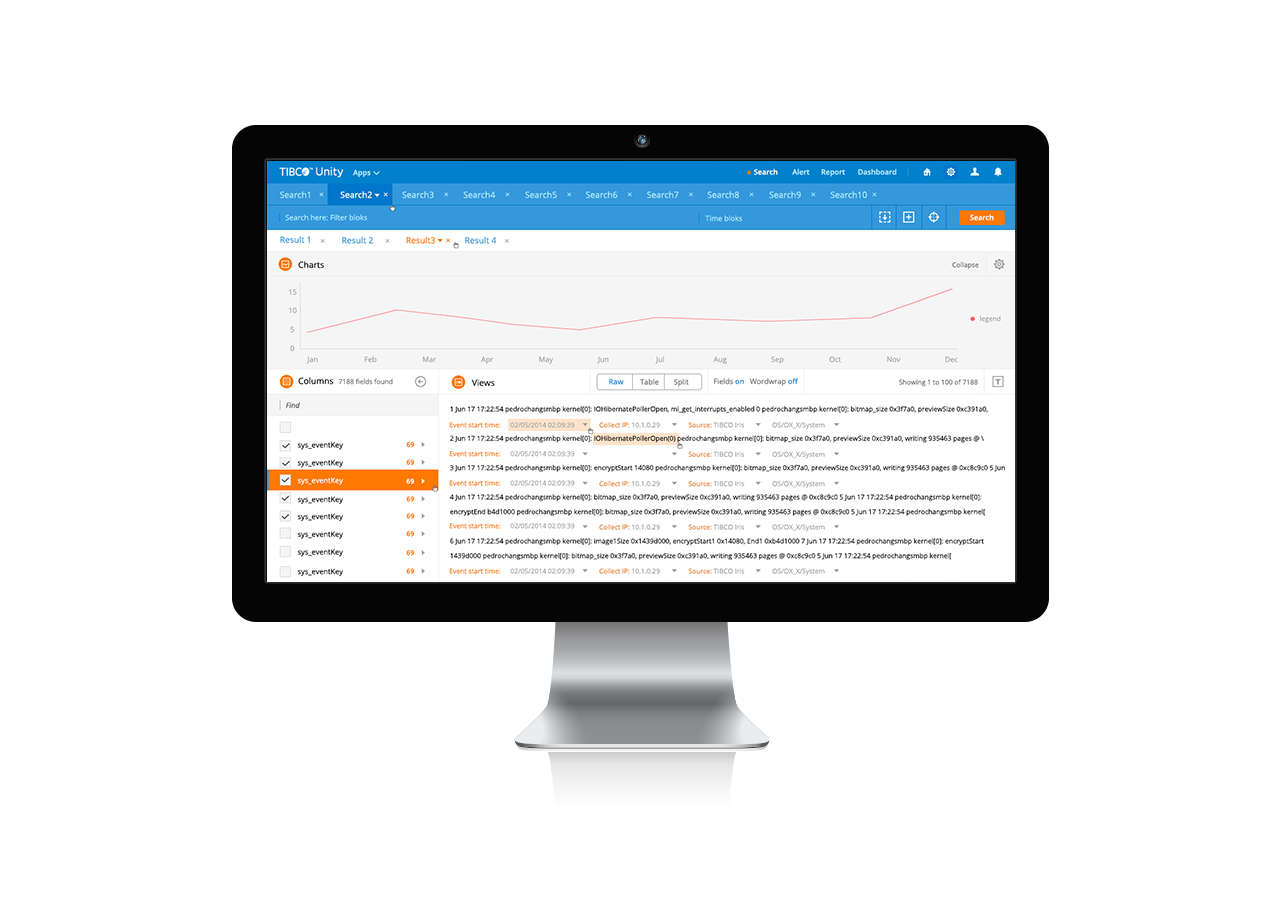 TIBCO™ Unity Apps Search Alert Report Dashboard
Search1 × Search2 × Search3 × Search4 × Search5 × Search6 × Search7 × Search8 × Search9 × Search10 ×
Search here: Filter bloks Time bloks Search
Result 1 × Result 2 × Result3 × Result 4 ×
Charts Collapse
15
10
5
0
legend
Jan Feb Mar Apr May Jun Jul Aug Sep Oct Nov Dec
Columns 7188 fields found
Find
sys_eventKey 69
sys_eventKey 69
sys_eventKey 69
sys_eventKey 69
sys_eventKey 69
sys_eventKey 69
sys_eventKey 69
sys_eventKey 69
Views Raw Table Split Fields on Wordwrap off Showing 1 to 100 of 7188 T
1 Jun 17 17:22:54 pedrochangsmbp kernel[0]: IOHibernatePollerOpen, ml_get_interrupts_enabled 0 pedrochangsmbp kernel[0]: bitmap_size 0x3f7a0, previewSize 0xc391a0,
Event start time: 02/05/2014 02:09:39 Collect IP: 10.1.0.29 Source: TIBCO Iris OS/OX_X/System
2 Jun 17 17:22:54 pedrochangsmbp kernel[0]: IOHibernatePollerOpen(0) pedrochangsmbp kernel[0]: bitmap_size 0x3f7a0, previewSize 0xc391a0, writing 935463 pages @ \
Event start time: 02/05/2014 02:09:39 Source: TIBCO Iris OS/OX_X/System
3 Jun 17 17:22:54 pedrochangsmbp kernel[0]: encryptStart 14080 pedrochangsmbp kernel[0]: bitmap_size 0x3f7a0, previewSize 0xc391a0, writing 935463 pages @ 0xc8c9c0 5 Jun
Event start time: 02/05/2014 02:09:39 Collect IP: 10.1.0.29 Source: TIBCO Iris OS/OX_X/System
4 Jun 17 17:22:54 pedrochangsmbp kernel[0]: bitmap_size 0x3f7a0, previewSize 0xc391a0, writing 935463 pages @ 0xc8c9c0 5 Jun 17 17:22:54 pedrochangsmbp kernel[0]:
encryptEnd b4d1000 pedrochangsmbp kernel[0]: bitmap_size 0x3f7a0, previewSize 0xc391a0, writing 935463 pages @ 0xc8c9c0 5 Jun 17 17:22:54 pedrochangsmbp kernel[
Event start time: 02/05/2014 02:09:39 Collect IP: 10.1.0.29 Source: TIBCO Iris OS/OX_X/System
6 Jun 17 17:22:54 pedrochangsmbp kernel[0]: image1Size 0x1439d000, encryptStart1 0x14080, End1 0xb4d1000 7 Jun 17 17:22:54 pedrochangsmbp kernel[0]: encryptStart
1439d000 pedrochangsmbp kernel[0]: bitmap_size 0x3f7a0, previewSize 0xc391a0, writing 935463 pages @ 0xc8c9c0 5 Jun 17 17:22:54 pedrochangsmbp kernel[
Event start time: 02/05/2014 02:09:39 Collect IP: 10.1.0.29 Source: TIBCO Iris OS/OX_X/System